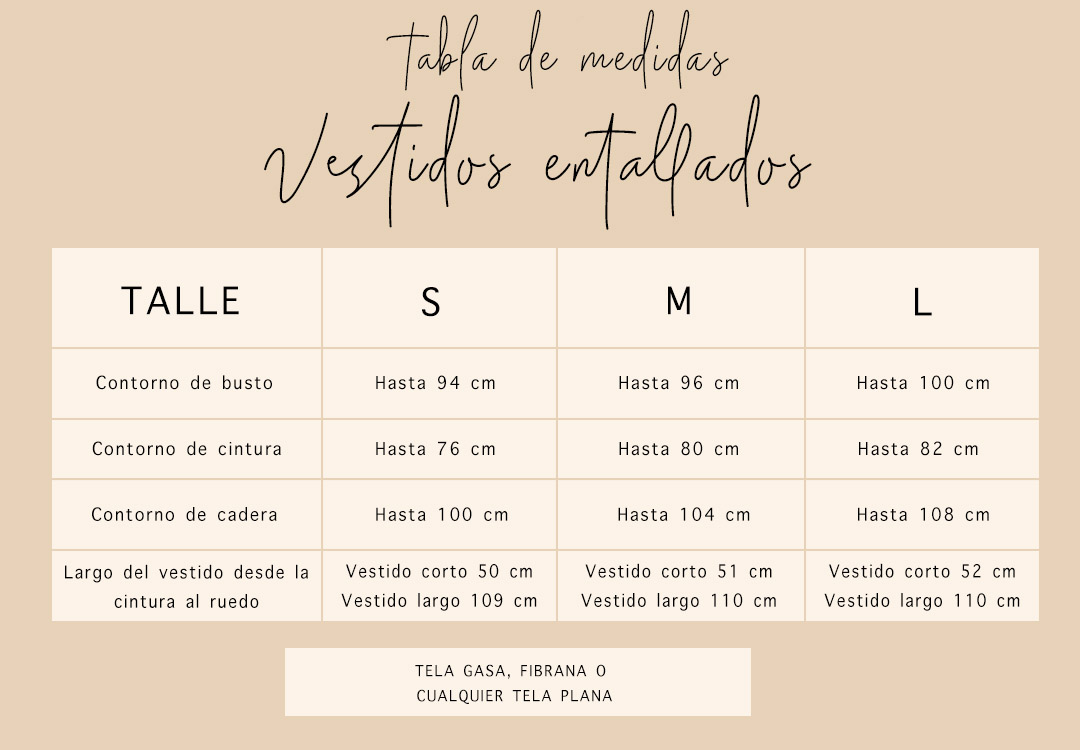 Tabla de medidas
Vestidos entallados
TALLE S M L
Contorno de busto Hasta 94 cm Hasta 96 cm Hasta 100 cm
Contorno de cintura Hasta 76 cm Hasta 80 cm Hasta 82 cm
Contorno de cadera Hasta 100 cm Hasta 104 cm Hasta 108 cm
Largo del vestido desde la Vestido corto 50 cm Vestido corto 51 cm Vestido corto 52 cm
cintura al ruedo Vestido largo 109 cm Vestido largo 110 cm Vestido largo 110 cm
TELA GASA, FIBRANA O
CUALQUIER TELA PLANA